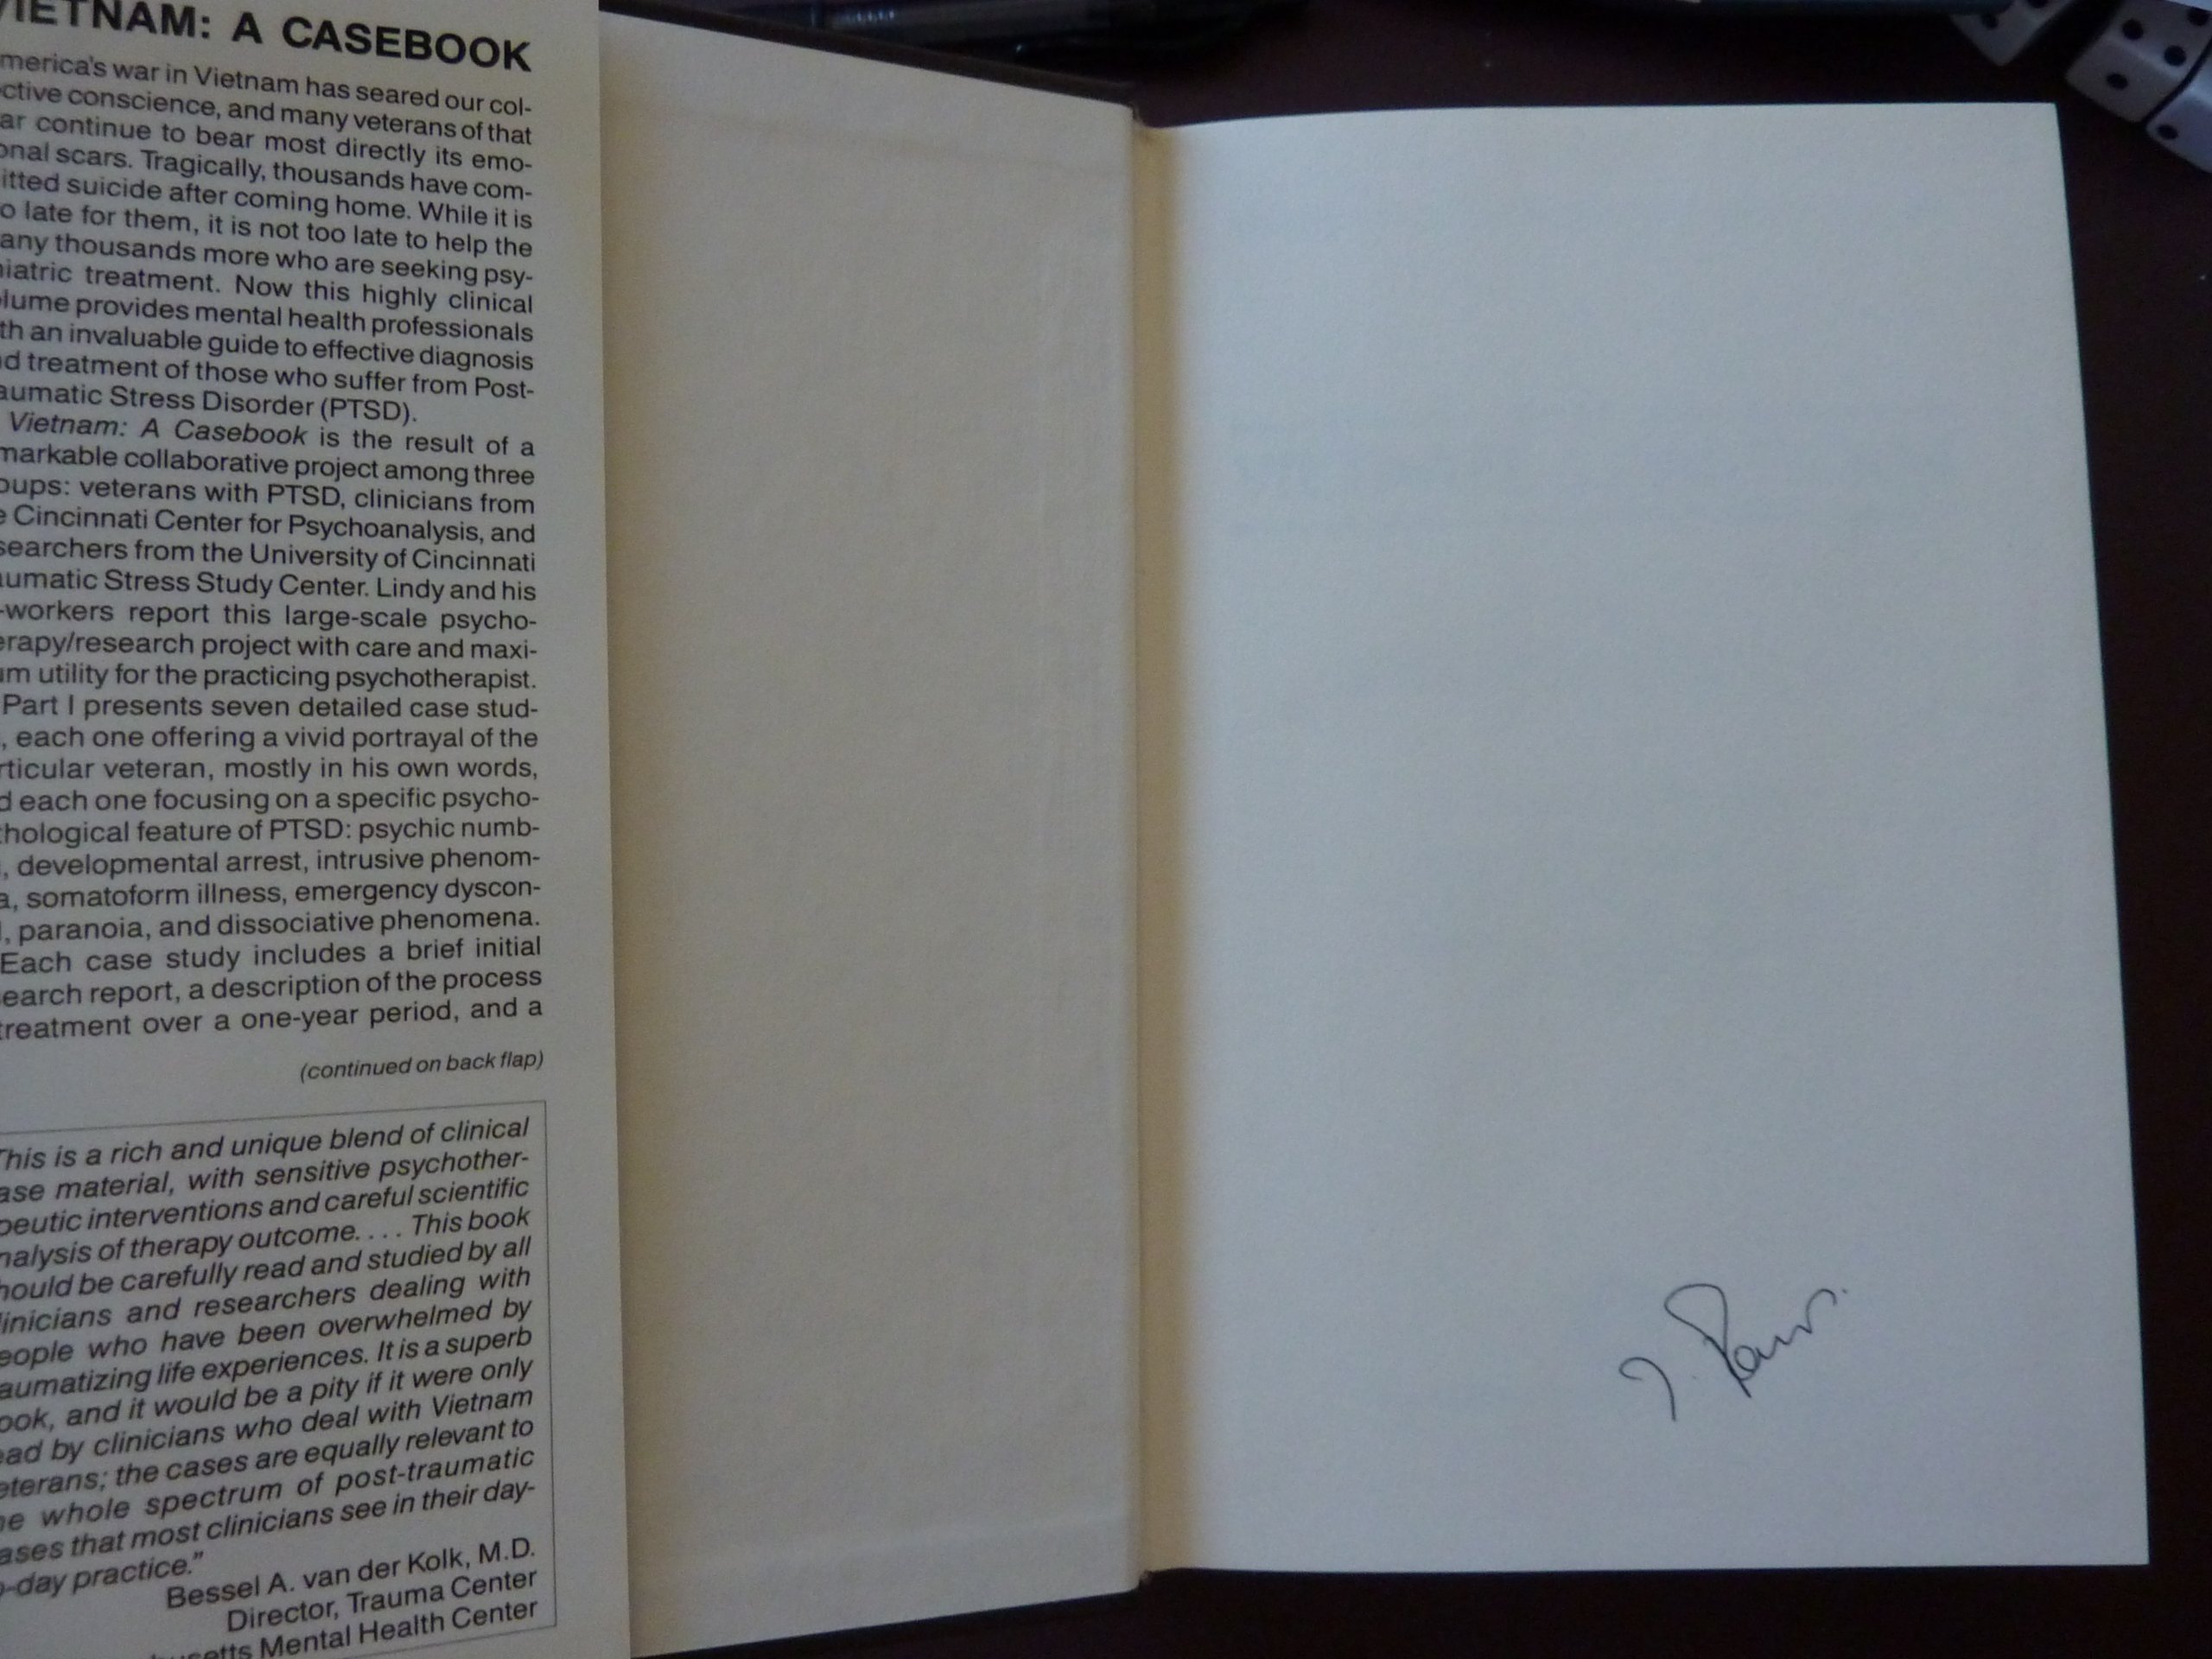 VIETNAM: A CASEBOOK
merica's war in Vietnam has seared our col-
ctive conscience, and many veterans of that
ar continue to bear most directly its emo-
onal scars. Tragically, thousands have com-
itted suicide after coming home. While it is
o late for them, it is not too late to help the
any thousands more who are seeking psy-
hiatric treatment. Now this highly clinical
lume provides mental health professionals
th an invaluable guide to effective diagnosis
nd treatment of those who suffer from Post-
aumatic Stress Disorder (PTSD).
Vietnam: A Casebook is the result of a
markable collaborative project among three
oups: veterans with PTSD, clinicians from
e Cincinnati Center for Psychoanalysis, and
searchers from the University of Cincinnati
aumatic Stress Study Center. Lindy and his
-workers report this large-scale psycho-
erapy/research project with care and maxi-
um utility for the practicing psychotherapist.
Part I presents seven detailed case stud-
, each one offering a vivid portrayal of the
rticular veteran, mostly in his own words,
d each one focusing on a specific psycho-
thological feature of PTSD: psychic numb-
, developmental arrest, intrusive phenom-
a, somatoform illness, emergency dyscon-
l, paranoia, and dissociative phenomena.
Each case study includes a brief initial
search report, a description of the process
treatment over a one-year period, and a
(continued on back flap)
This is a rich and unique blend of clinical
ase material, with sensitive psychother-
peutic interventions and careful scientific
nalysis of therapy outcome. . . . This book
hould be carefully read and studied by all
linicians and researchers dealing with
eople who have been overwhelmed by
aumatizing life experiences. It is a superb
ook, and it would be a pity if it were only
ead by clinicians who deal with Vietnam
eterans; the cases are equally relevant to
he whole spectrum of post-traumatic
ases that most clinicians see in their day-
o-day practice."
Bessel A. van der Kolk, M.D.
Director, Trauma Center
usetts Mental Health Center